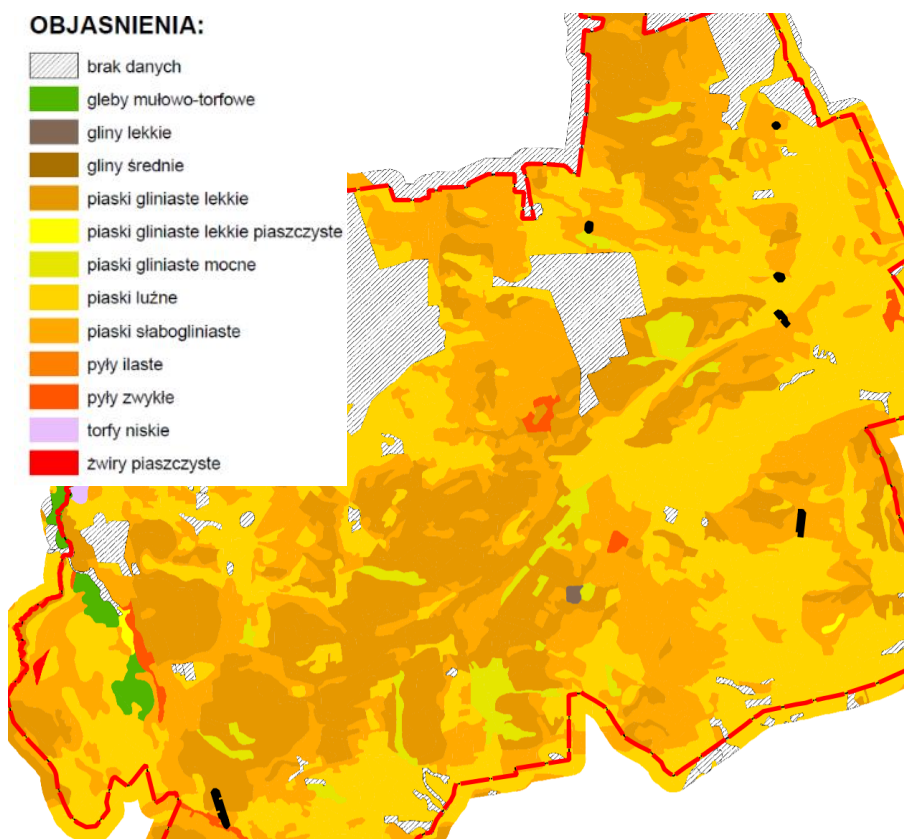 OBJASNIENIA:
brak danych
gleby mułowo-torfowe
gliny lekkie
gliny średnie
piaski gliniaste lekkie
piaski gliniaste lekkie piaszczyste
piaski gliniaste mocne
piaski luźne
piaski słabogliniaste
pyły ilaste
pyły zwykłe
torfy niskie
żwiry piaszczyste